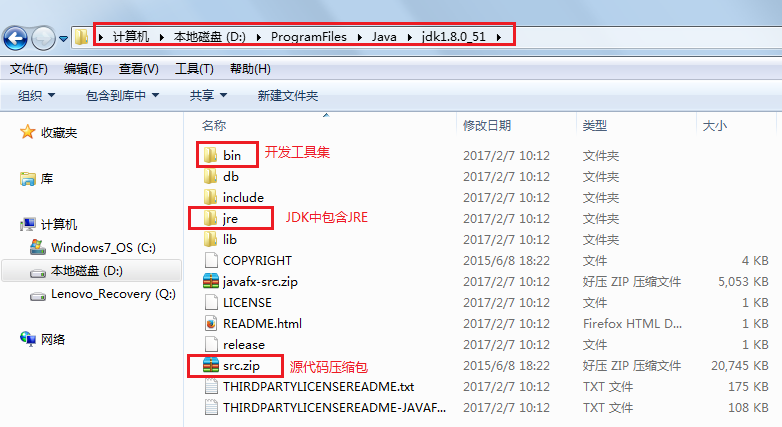 计算机 本地磁盘 (D:) ProgramFiles Java jdk1.8.0_51
文件(F) 编辑(E) 查看(V) 工具(T) 帮助(H)
组织 包含到库中 共享 新建文件夹
收藏夹
库
计算机
Windows7_OS (C:)
本地磁盘 (D:)
Lenovo_Recovery (Q:)
网络
名称 修改日期 类型 大小
bin 开发工具集 2017/2/7 10:12 文件夹
db 2017/2/7 10:12 文件夹
include 2017/2/7 10:12 文件夹
jre JDK中包含JRE 2017/2/7 10:12 文件夹
lib 2017/2/7 10:12 文件夹
COPYRIGHT 2015/6/8 18:22 文件 4 KB
javafx-src.zip 2017/2/7 10:12 好压 ZIP 压缩文件 5,053 KB
LICENSE 2017/2/7 10:12 文件 1 KB
README.html 2017/2/7 10:12 Firefox HTML D... 1 KB
release 2017/2/7 10:12 文件 1 KB
src.zip 源代码压缩包 2015/6/8 18:22 好压 ZIP 压缩文件 20,745 KB
THIRDPARTYLICENSEREADME.txt 2017/2/7 10:12 TXT 文件 175 KB
THIRDPARTYLICENSEREADME-JAVAF... 2017/2/7 10:12 TXT 文件 108 KB